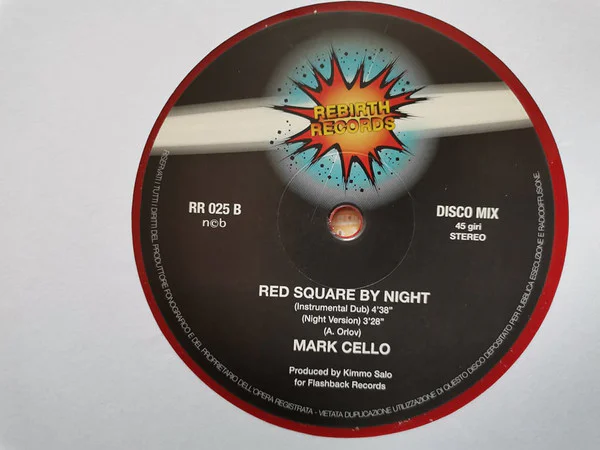 REBIRTH
RECORDS
RR 025 B
n©b
DISCO MIX
45 giri
STEREO
RED SQUARE BY NIGHT
(Instrumental Dub) 4'38"
(Night Version) 3'28"
(A. Orlov)
MARK CELLO
Produced by Kimmo Salo
for Flashback Records
RISERVATI TUTTI I DIRITTI DEL PRODUTTORE FONOGRAFICO E DEL PROPRIETARIO DELL'OPERA REGISTRATA - VIETATA DUPLICAZIONE UTILIZZAZIONE DI QUESTO DISCO DEPOSITATO PER PUBBLICA ESECUZIONE E RADIODIFFUSIONE.